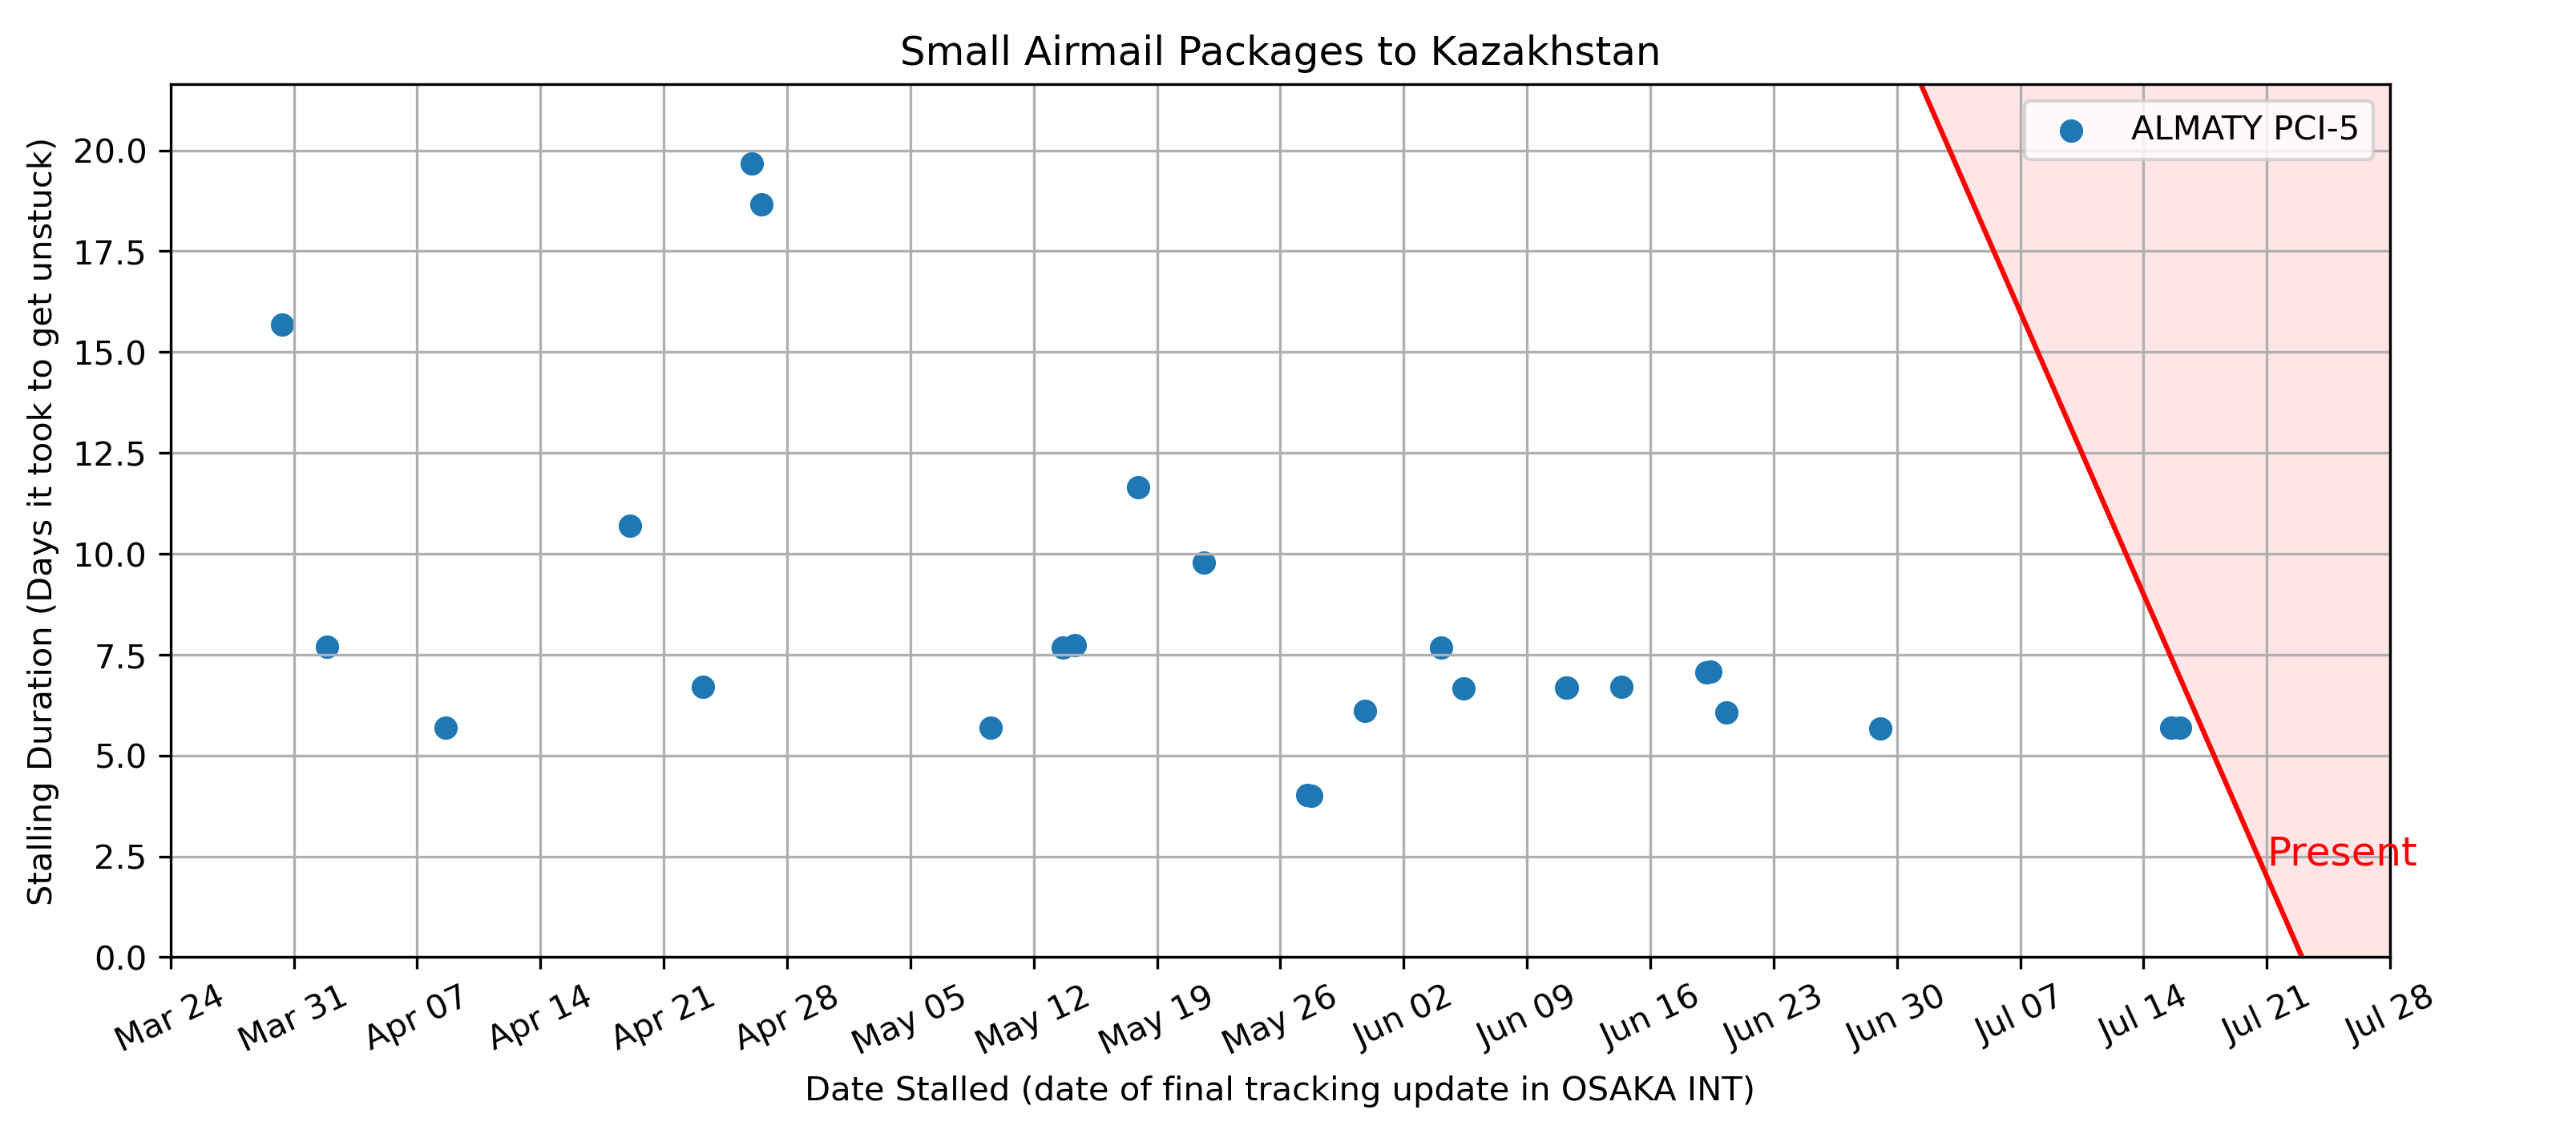 Small Airmail Packages to Kazakhstan
ALMATY PCI-5
Stalling Duration (Days it took to get unstuck)
20.0
17.5
15.0
12.5
10.0
7.5
5.0
2.5
0.0
Present
Mar 24
Mar 31
Apr 07
Apr 14
Apr 21
Apr 28
May 05
May 12
May 19
May 26
Jun 02
Jun 09
Jun 16
Jun 23
Jun 30
Jul 07
Jul 14
Jul 21
Jul 28
Date Stalled (date of final tracking update in OSAKA INT)